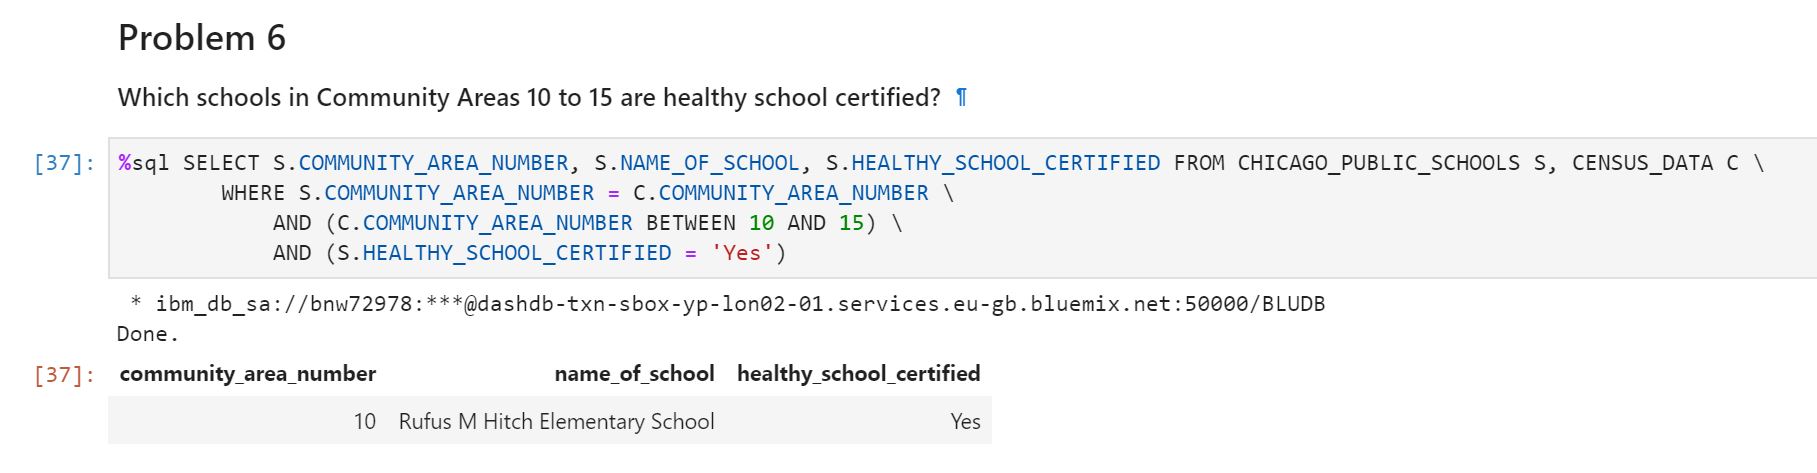 Problem 6
Which schools in Community Areas 10 to 15 are healthy school certified? ¶
[37]: %sql SELECT S.COMMUNITY_AREA_NUMBER, S.NAME_OF_SCHOOL, S.HEALTHY_SCHOOL_CERTIFIED FROM CHICAGO_PUBLIC_SCHOOLS S, CENSUS_DATA C \
WHERE S.COMMUNITY_AREA_NUMBER = C.COMMUNITY_AREA_NUMBER \
AND (C.COMMUNITY_AREA_NUMBER BETWEEN 10 AND 15) \
AND (S.HEALTHY_SCHOOL_CERTIFIED = 'Yes')
* ibm_db_sa://bnw72978:***@dashdb-txn-sbox-yp-lon02-01.services.eu-gb.bluemix.net:50000/BLUDB
Done.
[37]: community_area_number name_of_school healthy_school_certified
10 Rufus M Hitch Elementary School Yes